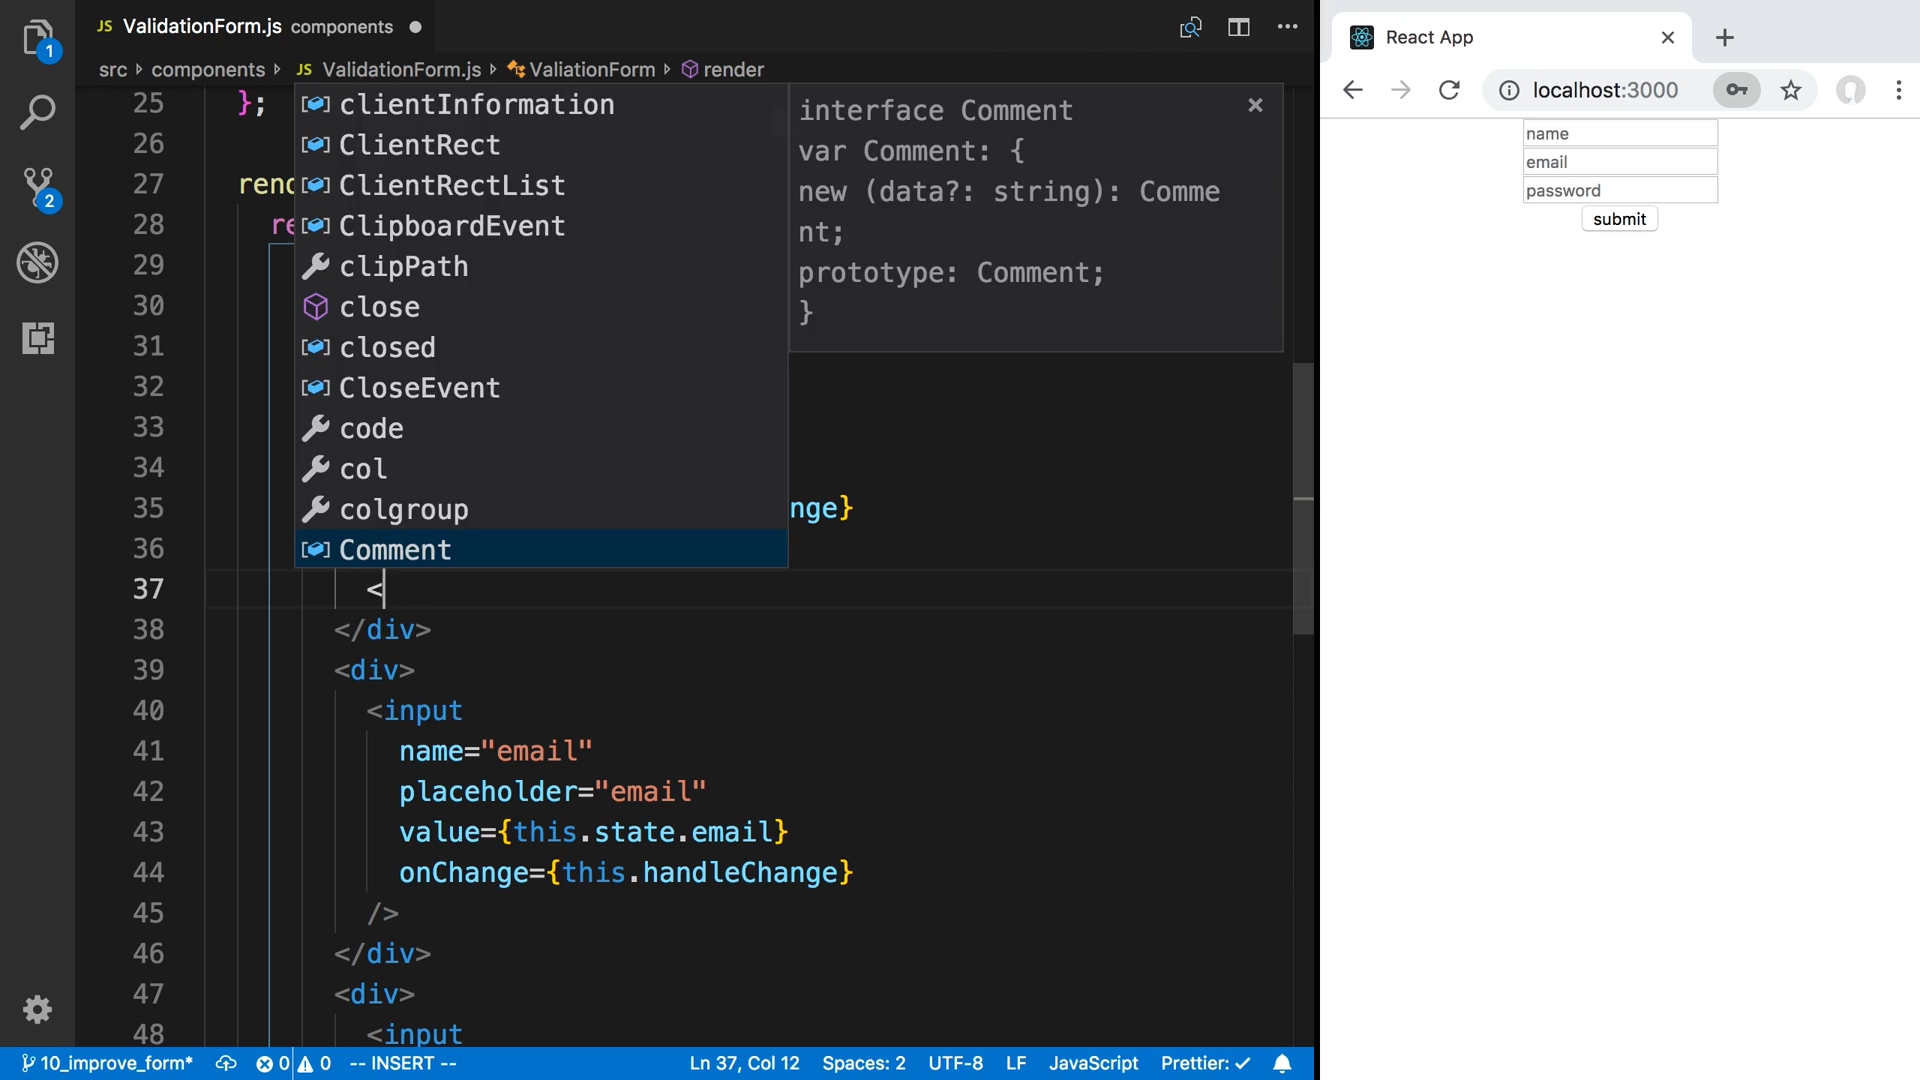 1
2
JS ValidationForm.js components
src components JS ValidationForm.js ValiationForm render
25 };
26
27 rend
28 re
29
30
31
32
33
34
35 nge}
36
37 <
38 </div>
39 <div>
40 <input
41 name="email"
42 placeholder="email"
43 value={this.state.email}
44 onChange={this.handleChange}
45 />
46 </div>
47 <div>
48 <input
clientInformation
ClientRect
ClientRectList
ClipboardEvent
clipPath
close
closed
CloseEvent
code
col
colgroup
Comment
interface Comment
var Comment: {
new (data?: string): Comme
nt;
prototype: Comment;
}
10_improve_form* 0 0 -- INSERT -- Ln 37, Col 12 Spaces: 2 UTF-8 LF JavaScript Prettier: ✓
React App
localhost:3000
name
email
password
submit